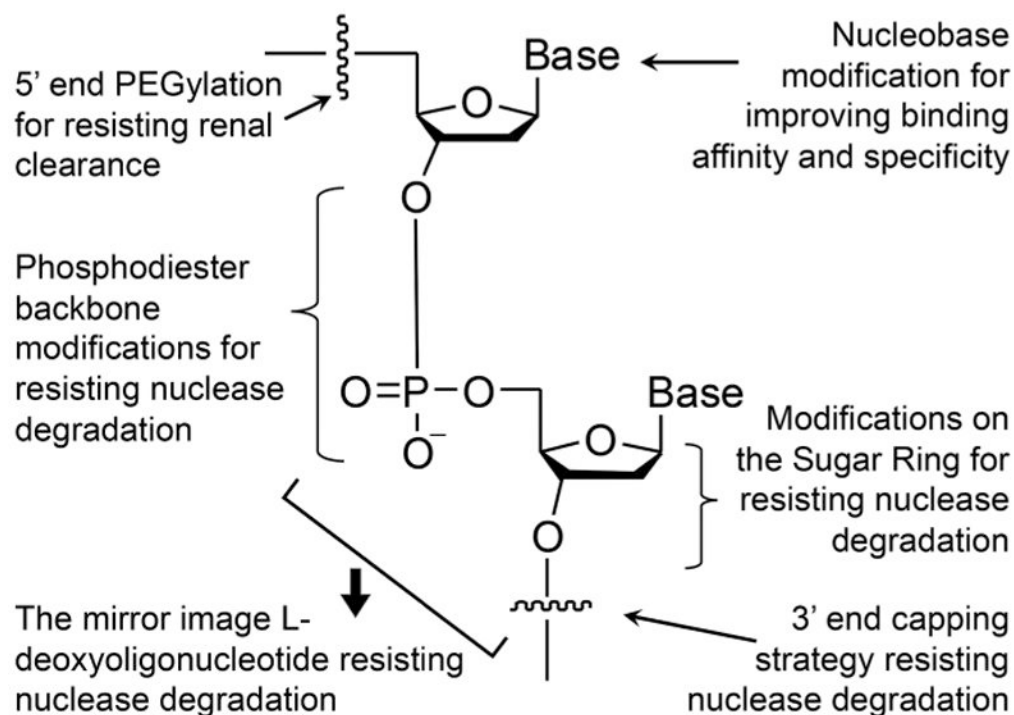 5’ end PEGylation
for resisting renal
clearance
Base
O
Nucleobase
modification for
improving binding
affinity and specificity
O
Phosphodiester
backbone
modifications for
resisting nuclease
degradation
O=P–O
O⁻
Base
O
O
Modifications on
the Sugar Ring for
resisting nuclease
degradation
The mirror image L-
deoxyoligonucleotide resisting
nuclease degradation
3’ end capping
strategy resisting
nuclease degradation